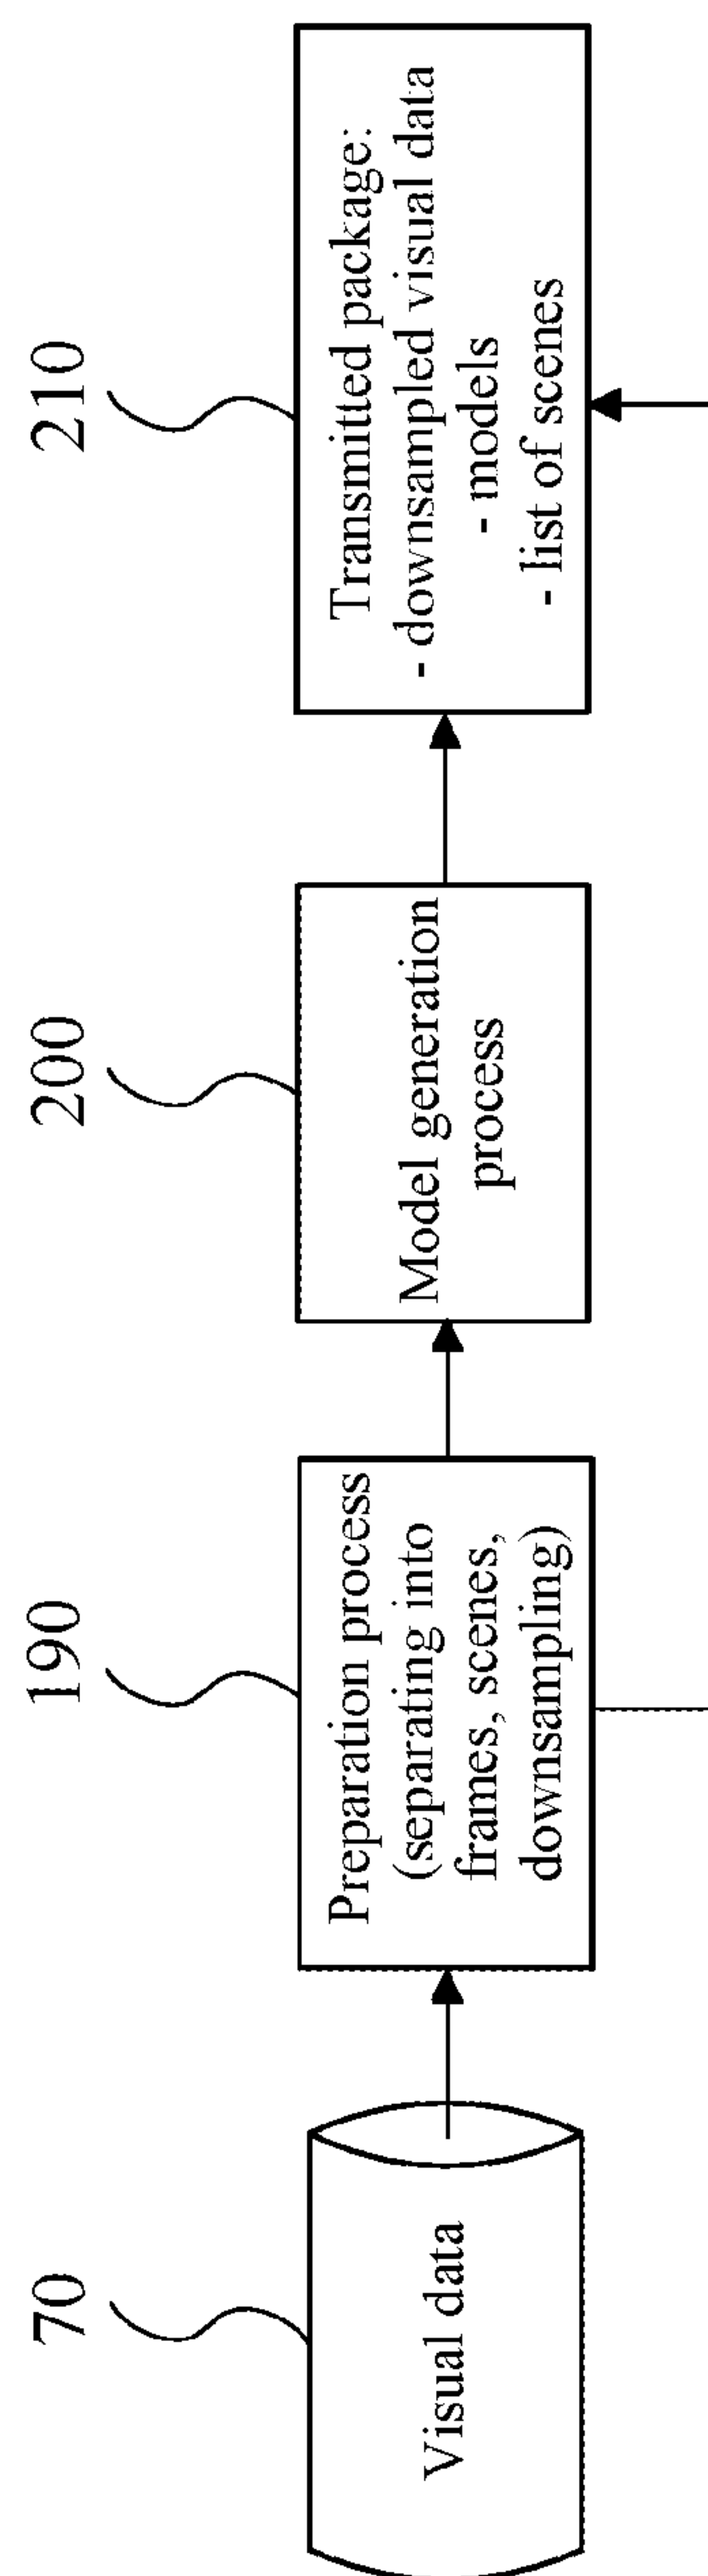 70
Visual data
190
Preparation process
(separating into
frames, scenes,
downsampling)
200
Model generation
process
210
Transmitted package:
- downsampled visual data
- models
- list of scenes